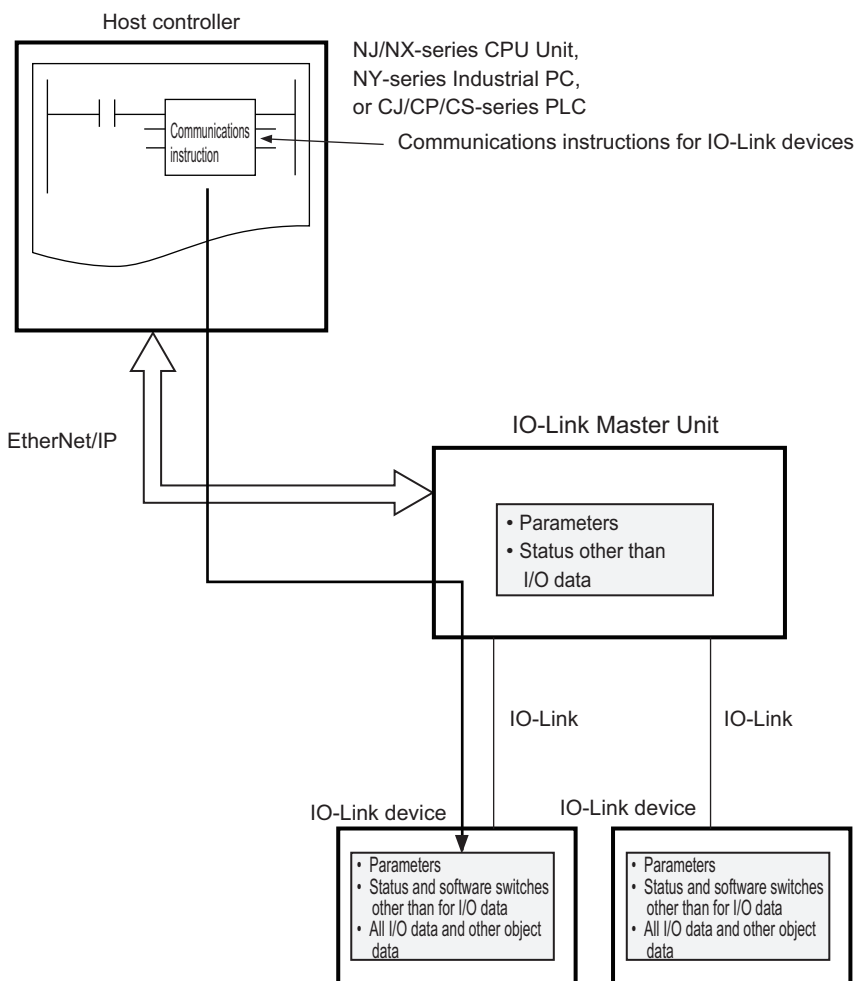 Host controller
NJ/NX-series CPU Unit,
NY-series Industrial PC,
or CJ/CP/CS-series PLC
Communications
instruction
Communications instructions for IO-Link devices
EtherNet/IP
IO-Link Master Unit
• Parameters
• Status other than
I/O data
IO-Link
IO-Link
IO-Link device
• Parameters
• Status and software switches
other than for I/O data
• All I/O data and other object
data
IO-Link device
• Parameters
• Status and software switches
other than for I/O data
• All I/O data and other object
data